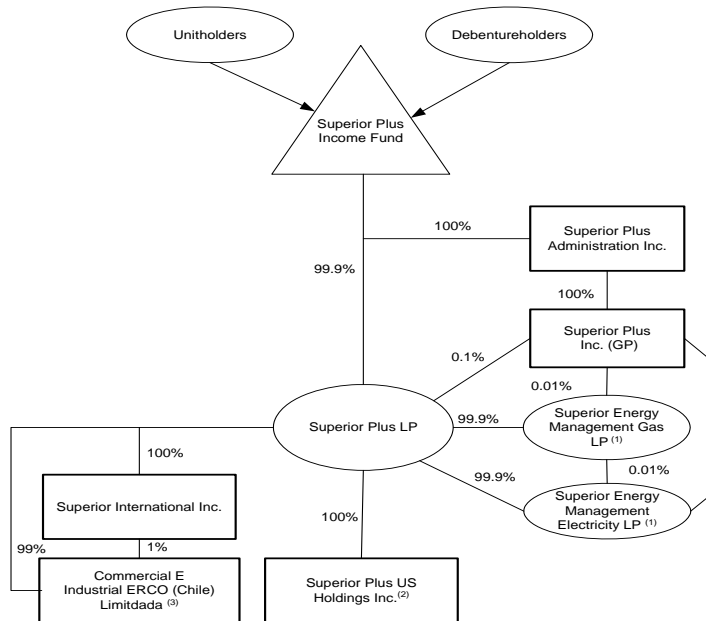 Unitholders
Debentureholders
Superior Plus
Income Fund
100%
Superior Plus
Administration Inc.
99.9%
100%
Superior Plus
Inc. (GP)
0.1%
0.01%
Superior Plus LP
99.9%
Superior Energy
Management Gas
LP (1)
100%
99.9%
0.01%
Superior International Inc.
Superior Energy
Management
Electricity LP (1)
100%
99%
1%
Commercial E
Industrial ERCO (Chile)
Limitdada (3)
Superior Plus US
Holdings Inc.(2)